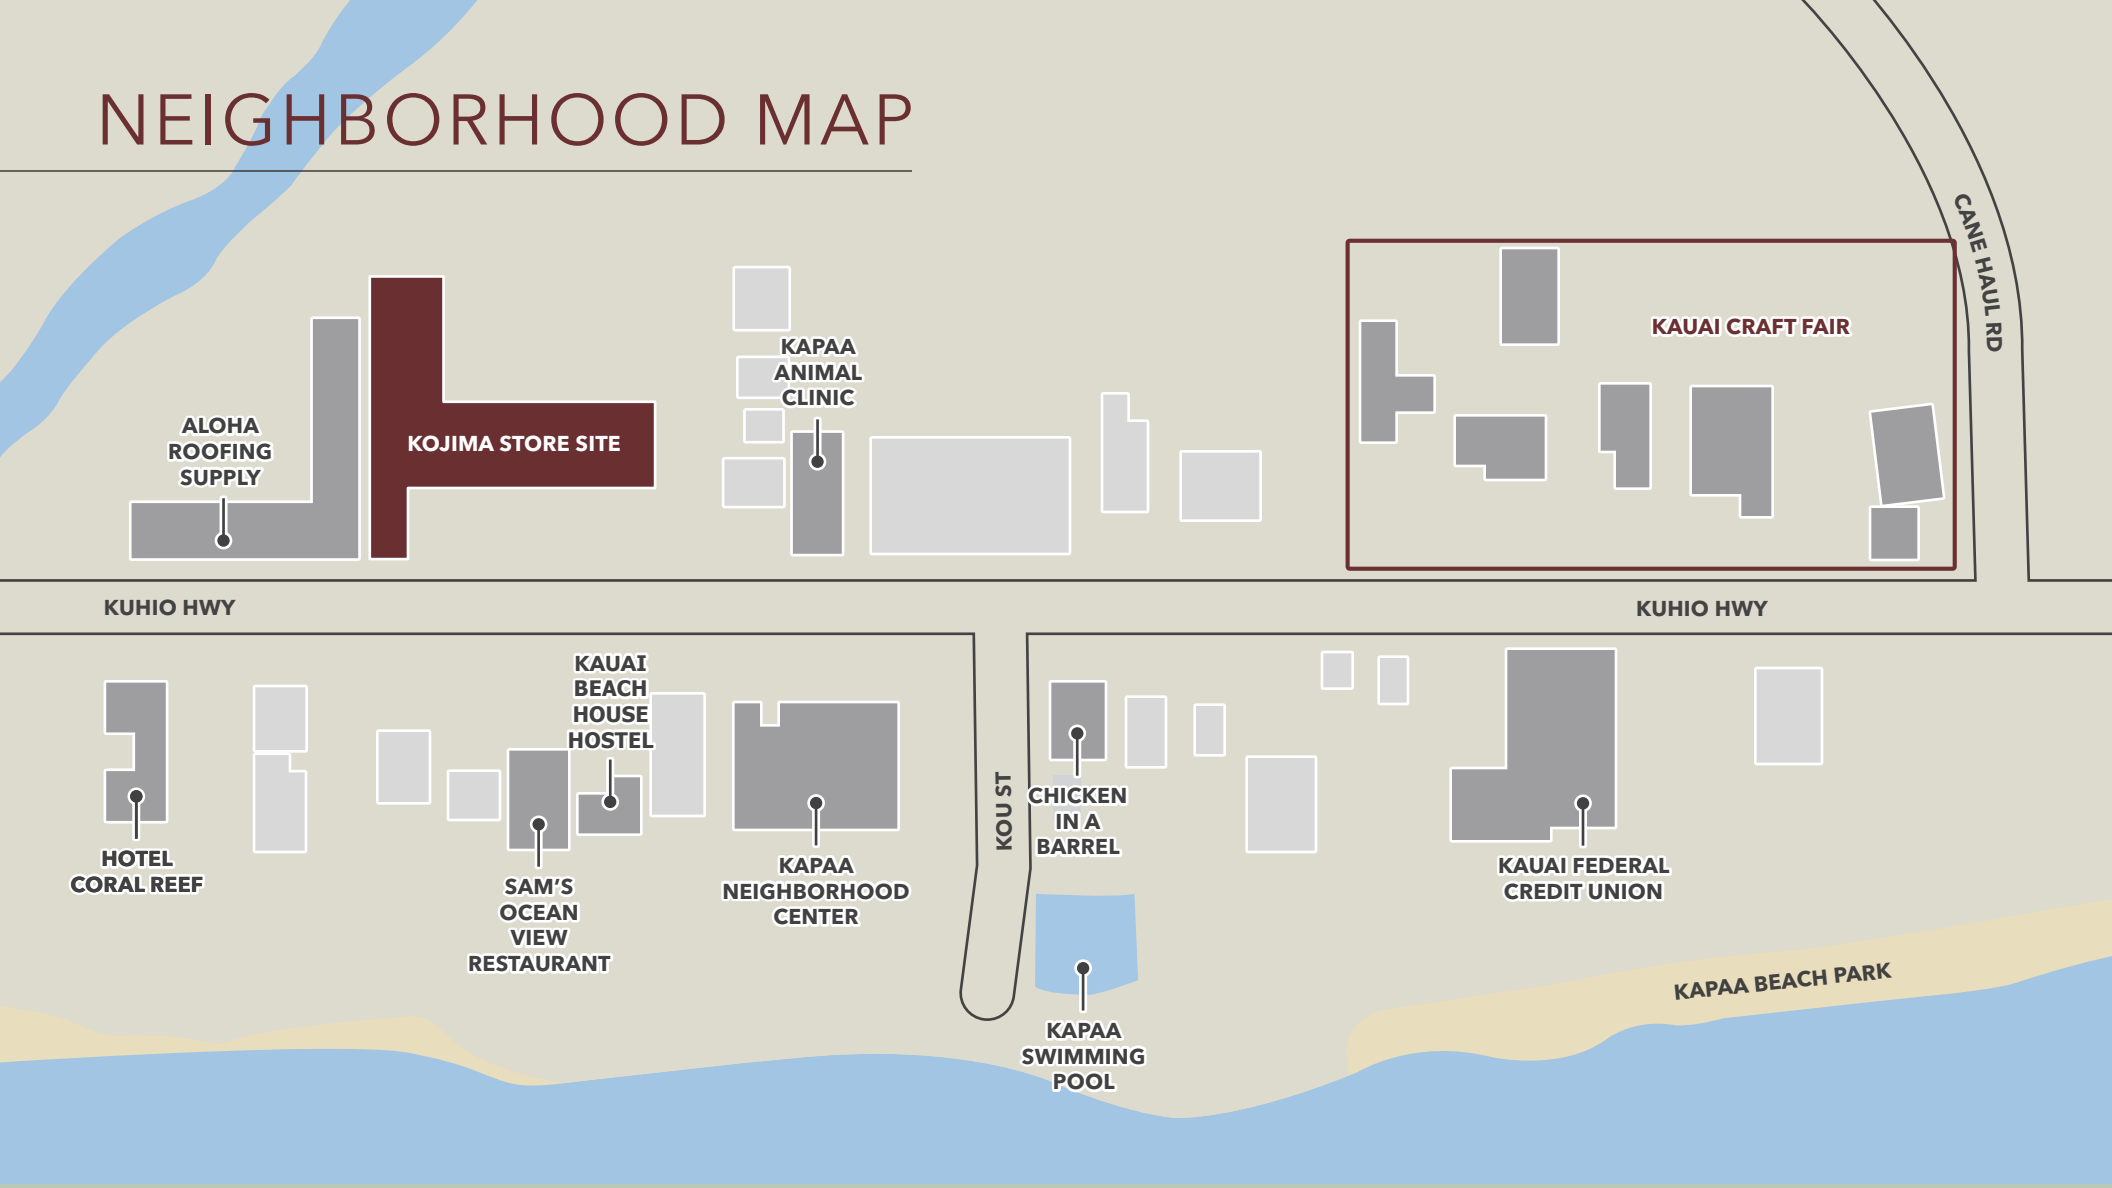 NEIGHBORHOOD MAP
CANE HAUL RD
KAUAI CRAFT FAIR
KAPAA
ANIMAL
CLINIC
ALOHA
ROOFING
SUPPLY
KOJIMA STORE SITE
KUHIO HWY
KUHIO HWY
KAUAI
BEACH
HOUSE
HOSTEL
KOU ST
CHICKEN
IN A
BARREL
HOTEL
CORAL REEF
SAM'S
OCEAN
VIEW
RESTAURANT
KAPAA
NEIGHBORHOOD
CENTER
KAUAI FEDERAL
CREDIT UNION
KAPAA BEACH PARK
KAPAA
SWIMMING
POOL